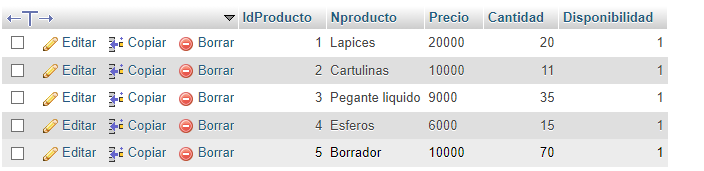 IdProducto Nproducto Precio Cantidad Disponibilidad
Editar Copiar Borrar 1 Lapices 20000 20 1
Editar Copiar Borrar 2 Cartulinas 10000 11 1
Editar Copiar Borrar 3 Pegante liquido 9000 35 1
Editar Copiar Borrar 4 Esferos 6000 15 1
Editar Copiar Borrar 5 Borrador 10000 70 1